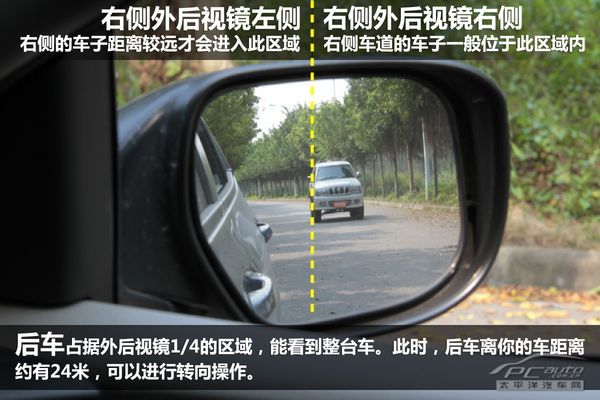 右侧外后视镜左侧
右侧的车子距离较远才会进入此区域
右侧外后视镜右侧
右侧车道的车子一般位于此区域内
后车占据外后视镜1/4的区域，能看到整台车。此时，后车离你的车距离
约有24米，可以进行转向操作。
PCauto
.com.cn
太平洋汽车网